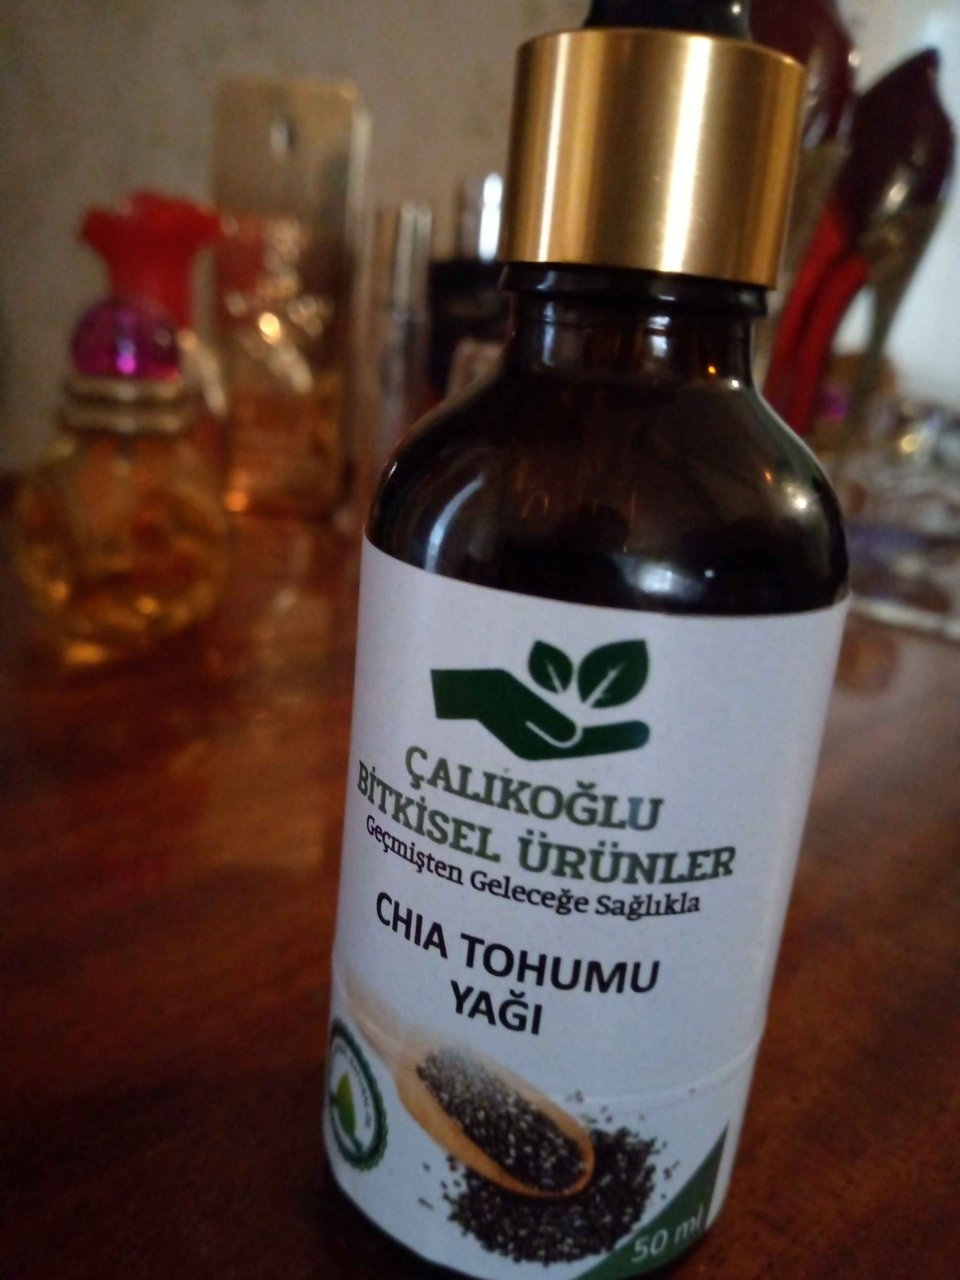 ÇALIKOĞLU
BİTKİSEL ÜRÜNLER
Geçmişten Geleceğe Sağlıkla
CHIA TOHUMU
YAĞI
50 ml